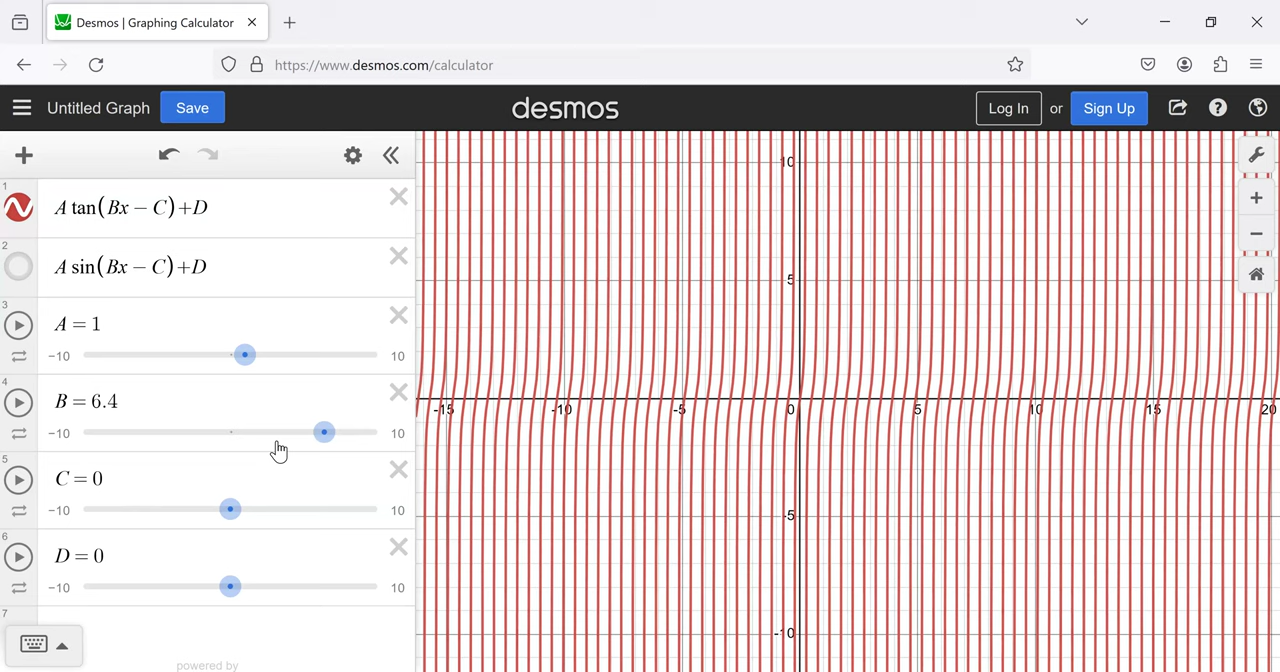 Desmos | Graphing Calculator
https://www.desmos.com/calculator
Untitled Graph Save desmos Log In or Sign Up
1
A tan(Bx − C)+D
2
A sin(Bx − C)+D
3
A = 1
−10 10
4
B = 6.4
−10 10
5
C = 0
−10 10
6
D = 0
−10 10
7
powered by
10
5
-15 -10 -5 0 5 10 15 20
-5
-10